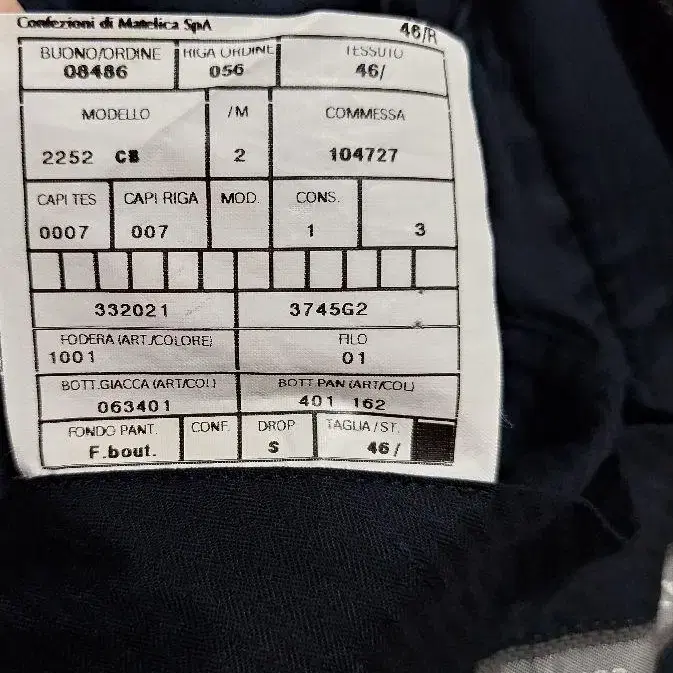 Confezioni di Matelica SpA 46/R
BUONO/ORDINE RIGA ORDINE TESSUTO
08486 056 46/
MODELLO /M COMMESSA
2252 CB 2 104727
CAPI TES CAPI RIGA MOD. CONS.
0007 007 1 3
332021 374562
FODERA (ART./COLORE) FILO
1001 01
BOTT.GIACCA (ART/COL) BOTT PAN (ART/COL)
063401 401 162
FONDO PANT. CONF. DROP TAGLIA/ST.
F.bout. S 46/